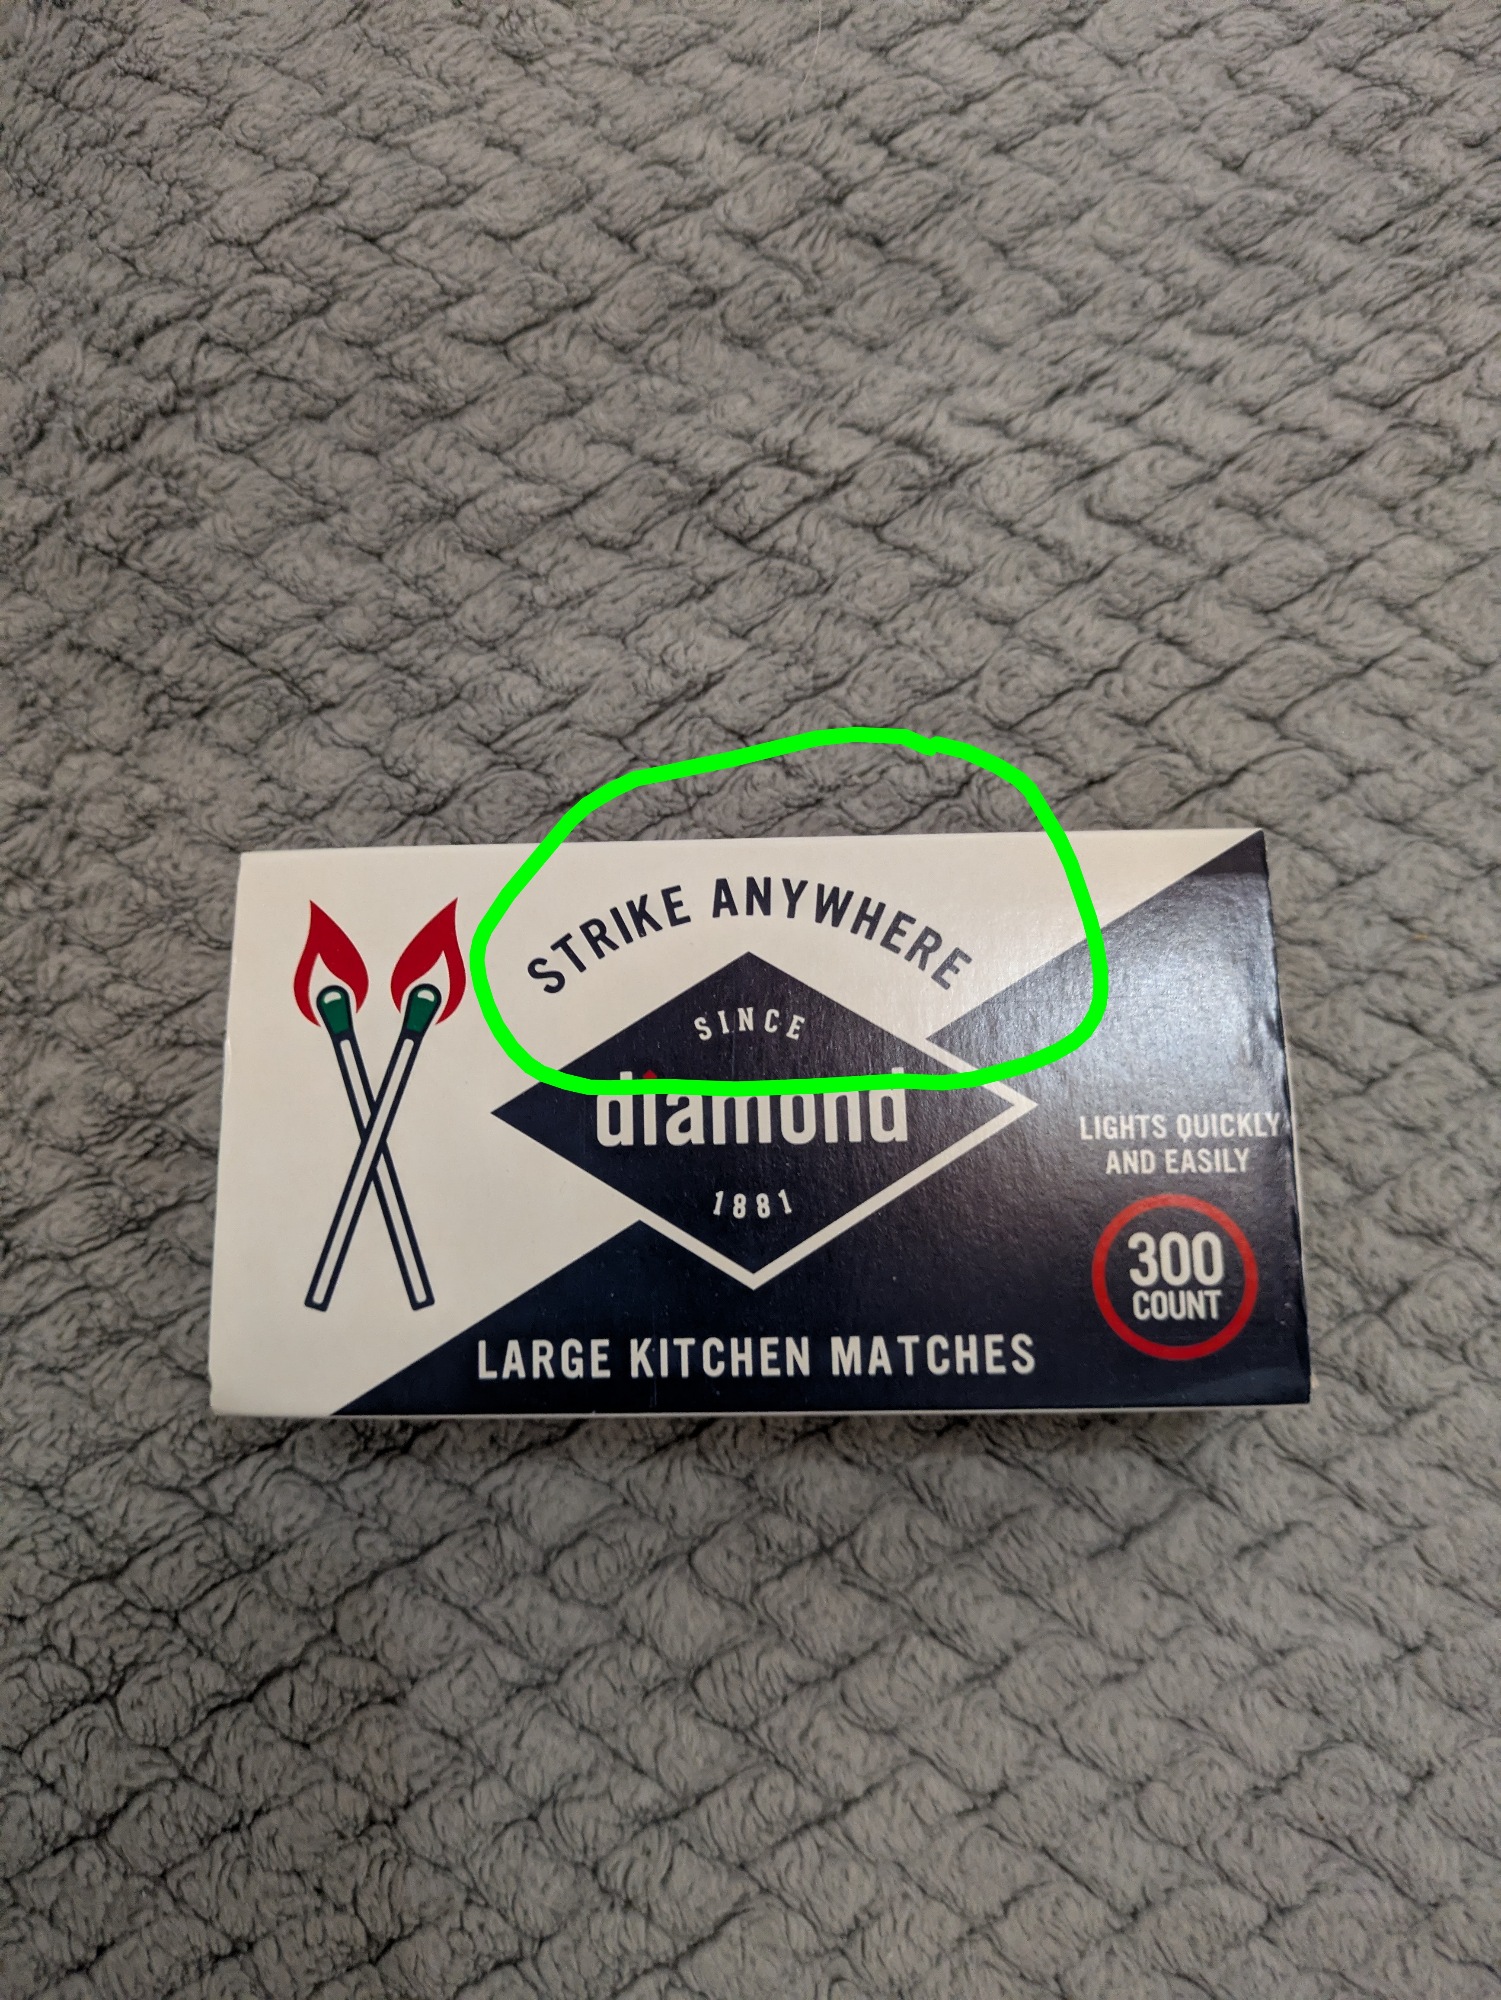 STRIKE ANYWHERE
SINCE
diamond
1881
LIGHTS QUICKLY
AND EASILY
300
COUNT
LARGE KITCHEN MATCHES